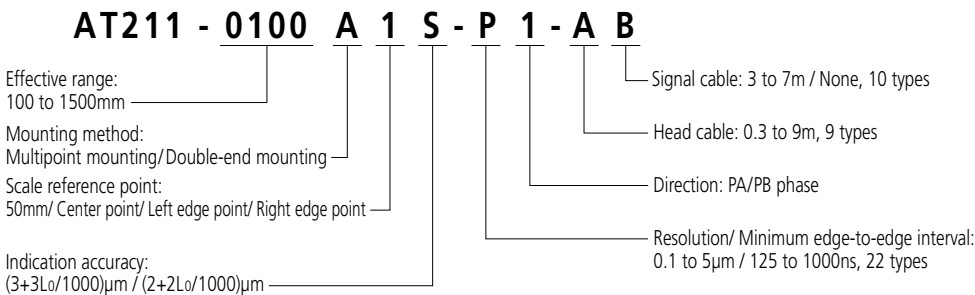 AT211 - 0100 A 1 S - P 1 - A B
Effective range:
100 to 1500mm
Mounting method:
Multipoint mounting/Double-end mounting
Scale reference point:
50mm/ Center point/ Left edge point/ Right edge point
Indication accuracy:
(3+3L0/1000)μm / (2+2L0/1000)μm
Signal cable: 3 to 7m / None, 10 types
Head cable: 0.3 to 9m, 9 types
Direction: PA/PB phase
Resolution/ Minimum edge-to-edge interval:
0.1 to 5μm / 125 to 1000ns, 22 types